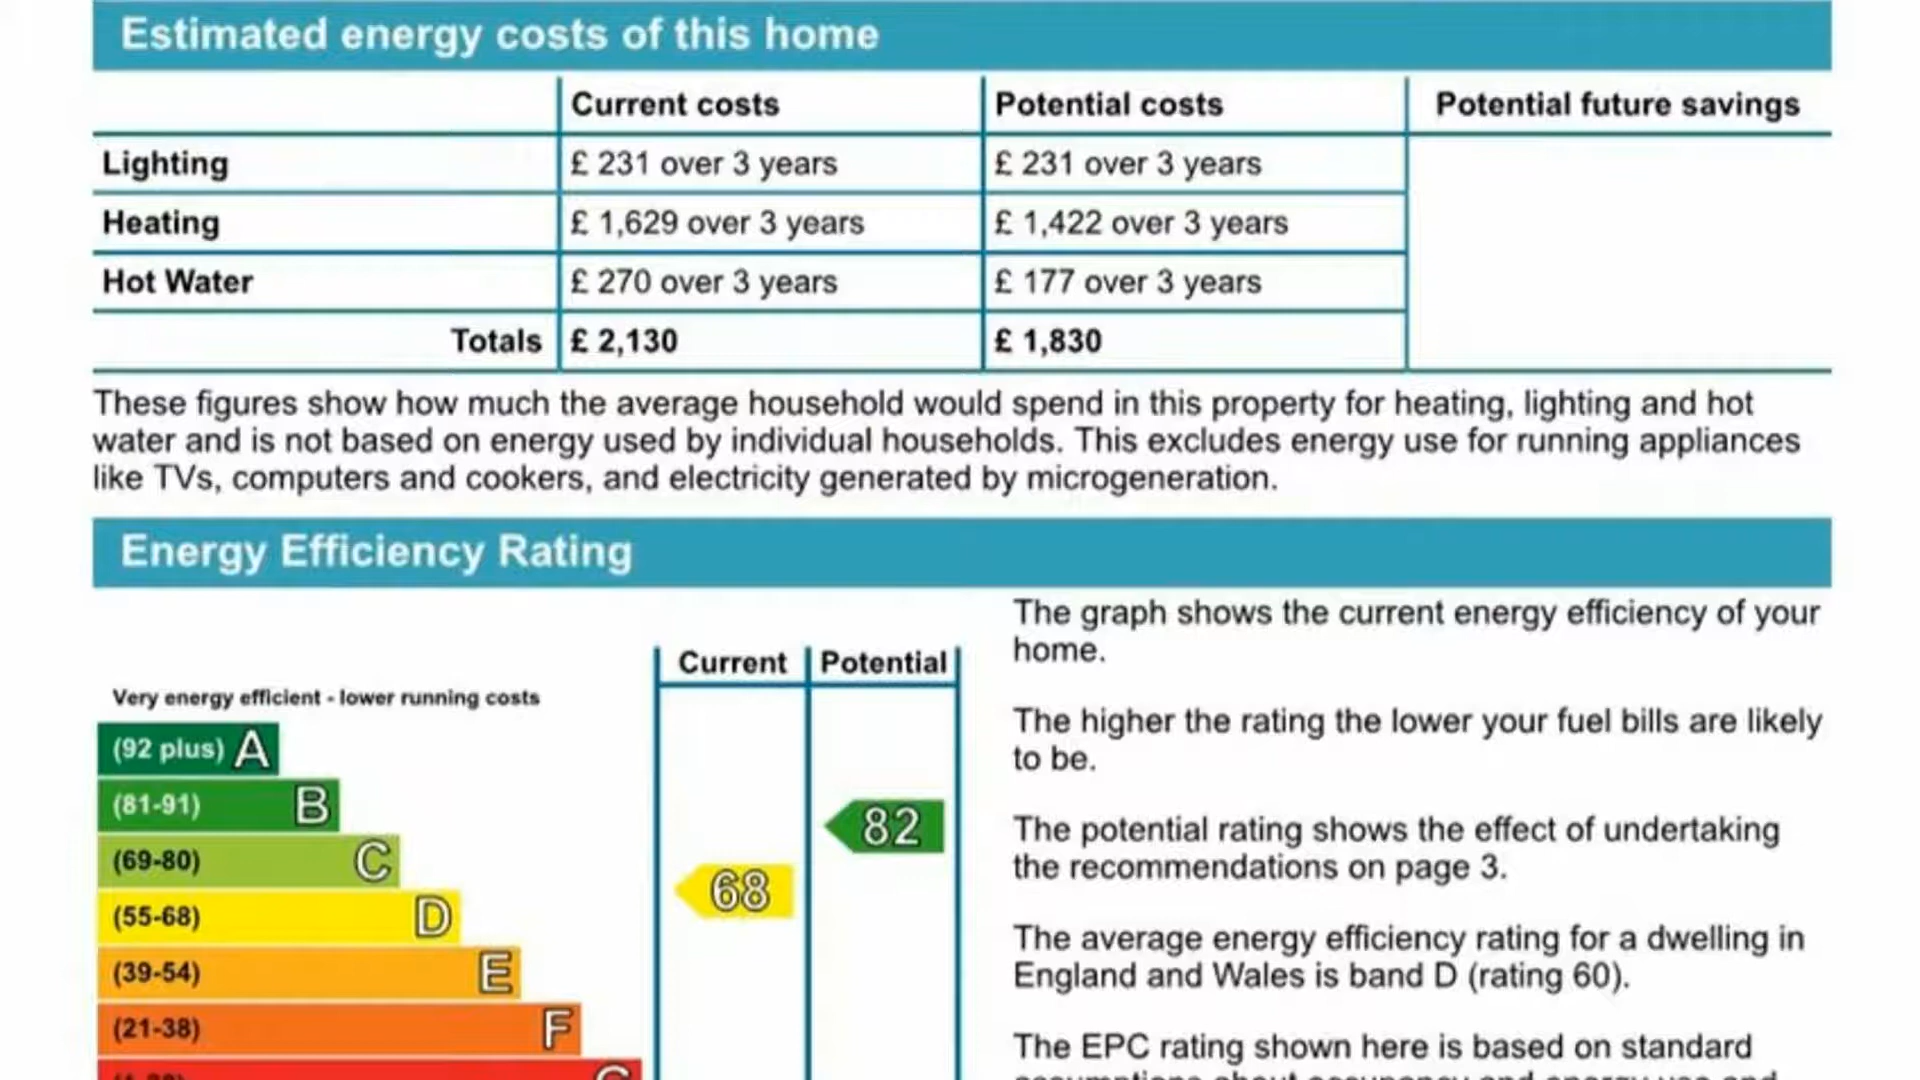 Estimated energy costs of this home
Current costs Potential costs Potential future savings
Lighting £ 231 over 3 years £ 231 over 3 years
Heating £ 1,629 over 3 years £ 1,422 over 3 years
Hot Water £ 270 over 3 years £ 177 over 3 years
Totals £ 2,130 £ 1,830
These figures show how much the average household would spend in this property for heating, lighting and hot
water and is not based on energy used by individual households. This excludes energy use for running appliances
like TVs, computers and cookers, and electricity generated by microgeneration.
Energy Efficiency Rating
Current Potential
Very energy efficient - lower running costs
(92 plus) A
(81-91) B
82
(69-80) C
68
(55-68) D
(39-54) E
(21-38) F
G
The graph shows the current energy efficiency of your
home.
The higher the rating the lower your fuel bills are likely
to be.
The potential rating shows the effect of undertaking
the recommendations on page 3.
The average energy efficiency rating for a dwelling in
England and Wales is band D (rating 60).
The EPC rating shown here is based on standard
assumptions about occupancy and energy use and